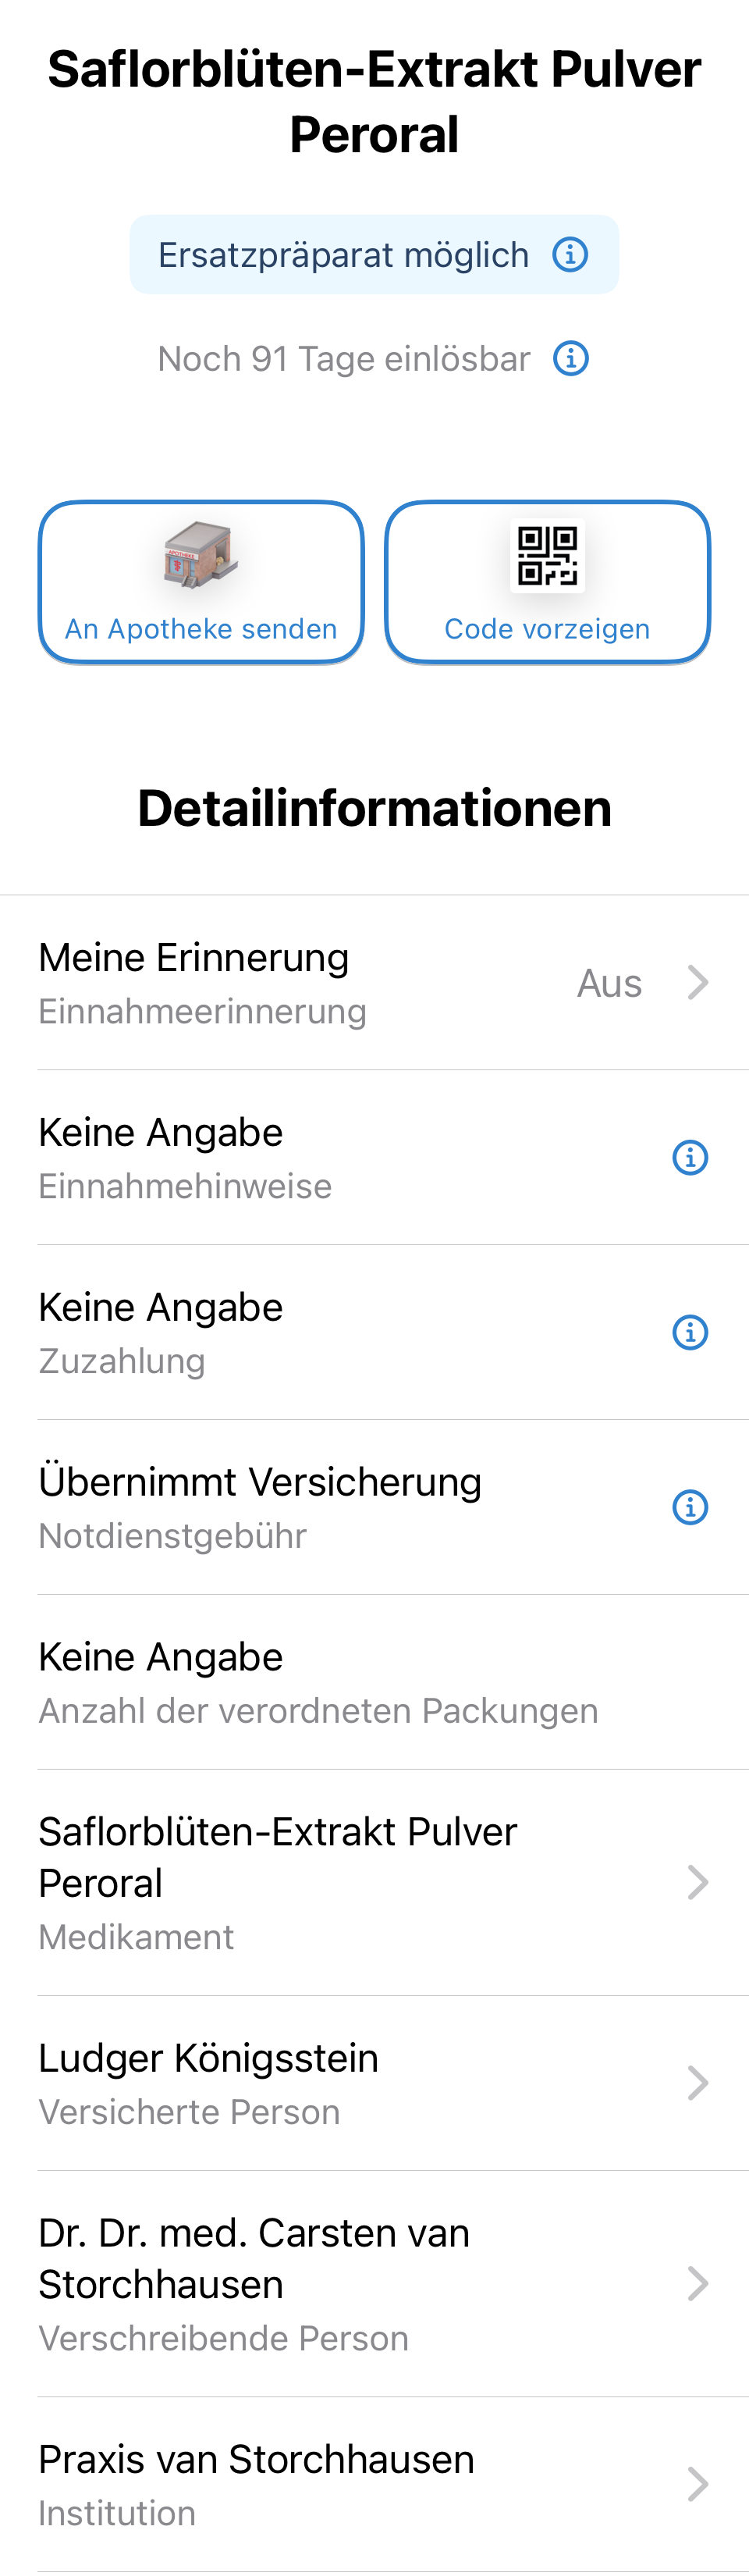 Saflorblüten-Extrakt Pulver
Peroral
Ersatzpräparat möglich
Noch 91 Tage einlösbar
APOTHEKE
An Apotheke senden
Code vorzeigen
Detailinformationen
Meine Erinnerung
Einnahmeerinnerung
Aus
Keine Angabe
Einnahmehinweise
Keine Angabe
Zuzahlung
Übernimmt Versicherung
Notdienstgebühr
Keine Angabe
Anzahl der verordneten Packungen
Saflorblüten-Extrakt Pulver
Peroral
Medikament
Ludger Königsstein
Versicherte Person
Dr. Dr. med. Carsten van
Storchhausen
Verschreibende Person
Praxis van Storchhausen
Institution